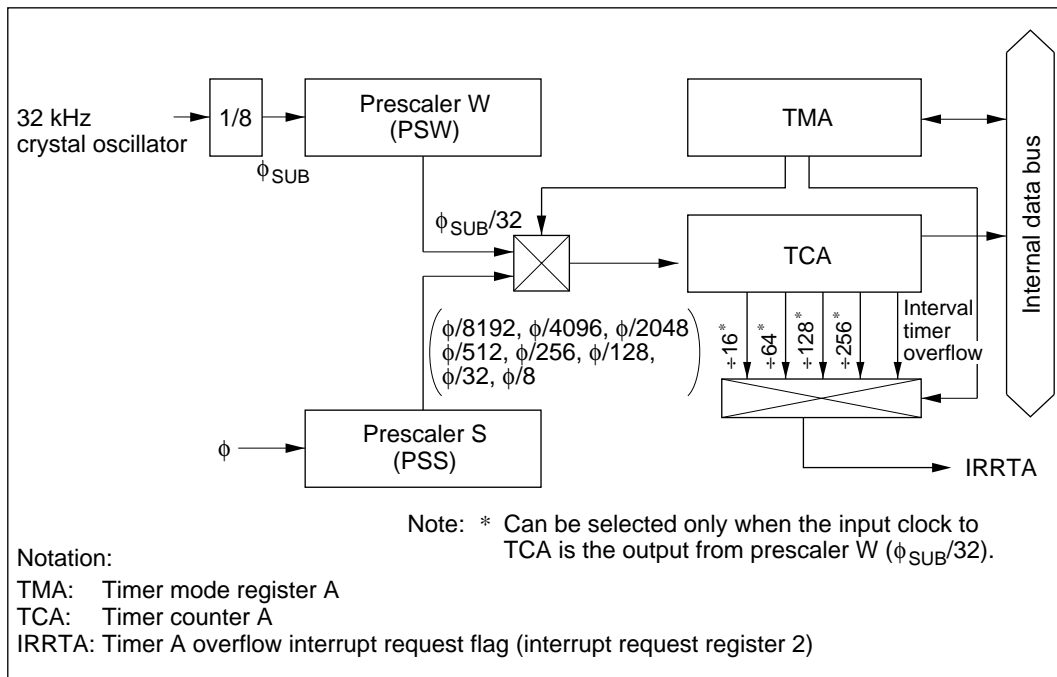 32 kHz
crystal oscillator
1/8
ϕSUB
Prescaler W
(PSW)
TMA
ϕSUB/32
TCA
Internal data bus
ϕ/8192, ϕ/4096, ϕ/2048
ϕ/512, ϕ/256, ϕ/128,
ϕ/32, ϕ/8
÷16*
÷64*
÷128*
÷256*
Interval
timer
overflow
ϕ
Prescaler S
(PSS)
IRRTA
Note: * Can be selected only when the input clock to
TCA is the output from prescaler W (ϕSUB/32).
Notation:
TMA: Timer mode register A
TCA: Timer counter A
IRRTA: Timer A overflow interrupt request flag (interrupt request register 2)